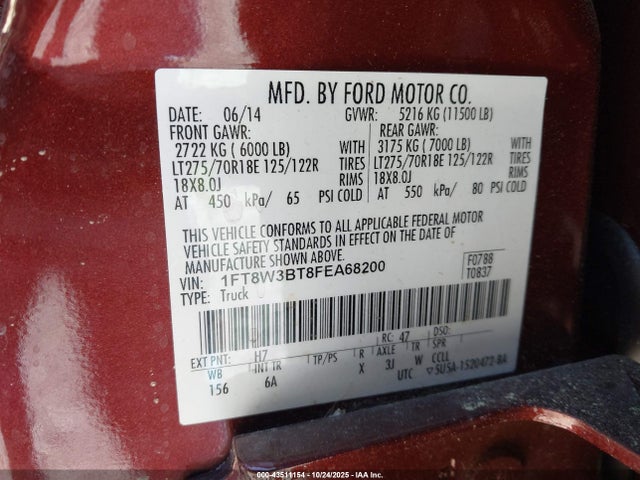 MFD. BY FORD MOTOR CO.
DATE: 06/14 GVWR: 5216 KG (11500 LB)
FRONT GAWR: REAR GAWR:
2722 KG ( 6000 LB) WITH 3175 KG ( 7000 LB) WITH
LT275/70R18E 125/122R TIRES LT275/70R18E 125/122R TIRES
18X8.0J RIMS 18X8.0J RIMS
AT 450 kPa/ 65 PSI COLD AT 550 kPa/ 80 PSI COLD
THIS VEHICLE CONFORMS TO ALL APPLICABLE FEDERAL MOTOR
VEHICLE SAFETY STANDARDS IN EFFECT ON THE DATE OF
MANUFACTURE SHOWN ABOVE.
VIN: 1FT8W3BT8FEA68200 F0788
TYPE: Truck T0837
EXT PNT: H7 RC: 47 DSO:
WB INT TR TP/PS R AXLE TR SPR
156 6A X 3J W CCLL
UTC ▽5U5A-1520472-BA
000-43511154 - 10/24/2025 - IAA Inc.